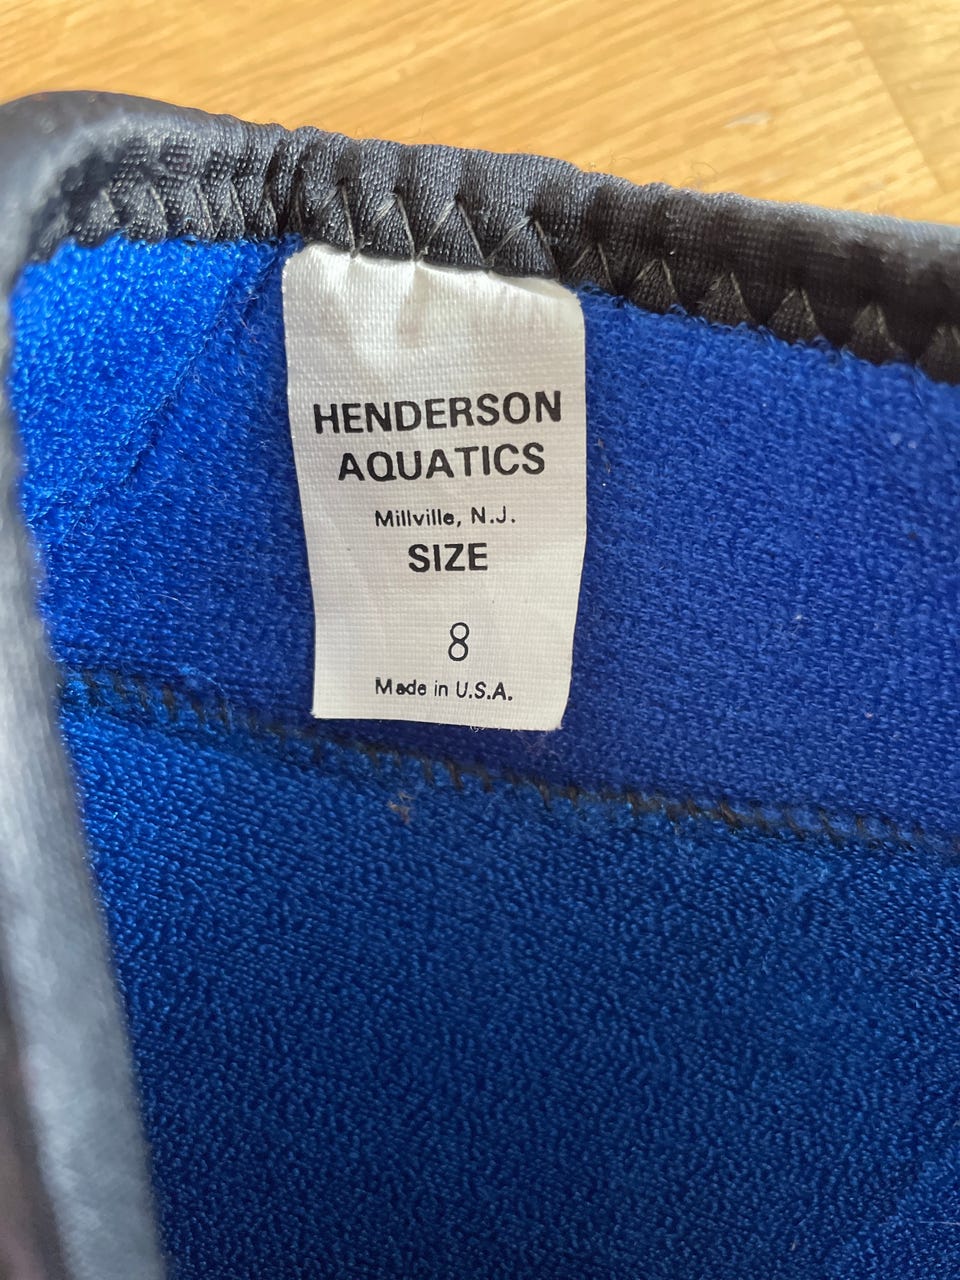 HENDERSON
AQUATICS
Millville, N.J.
SIZE
8
Made in U.S.A.